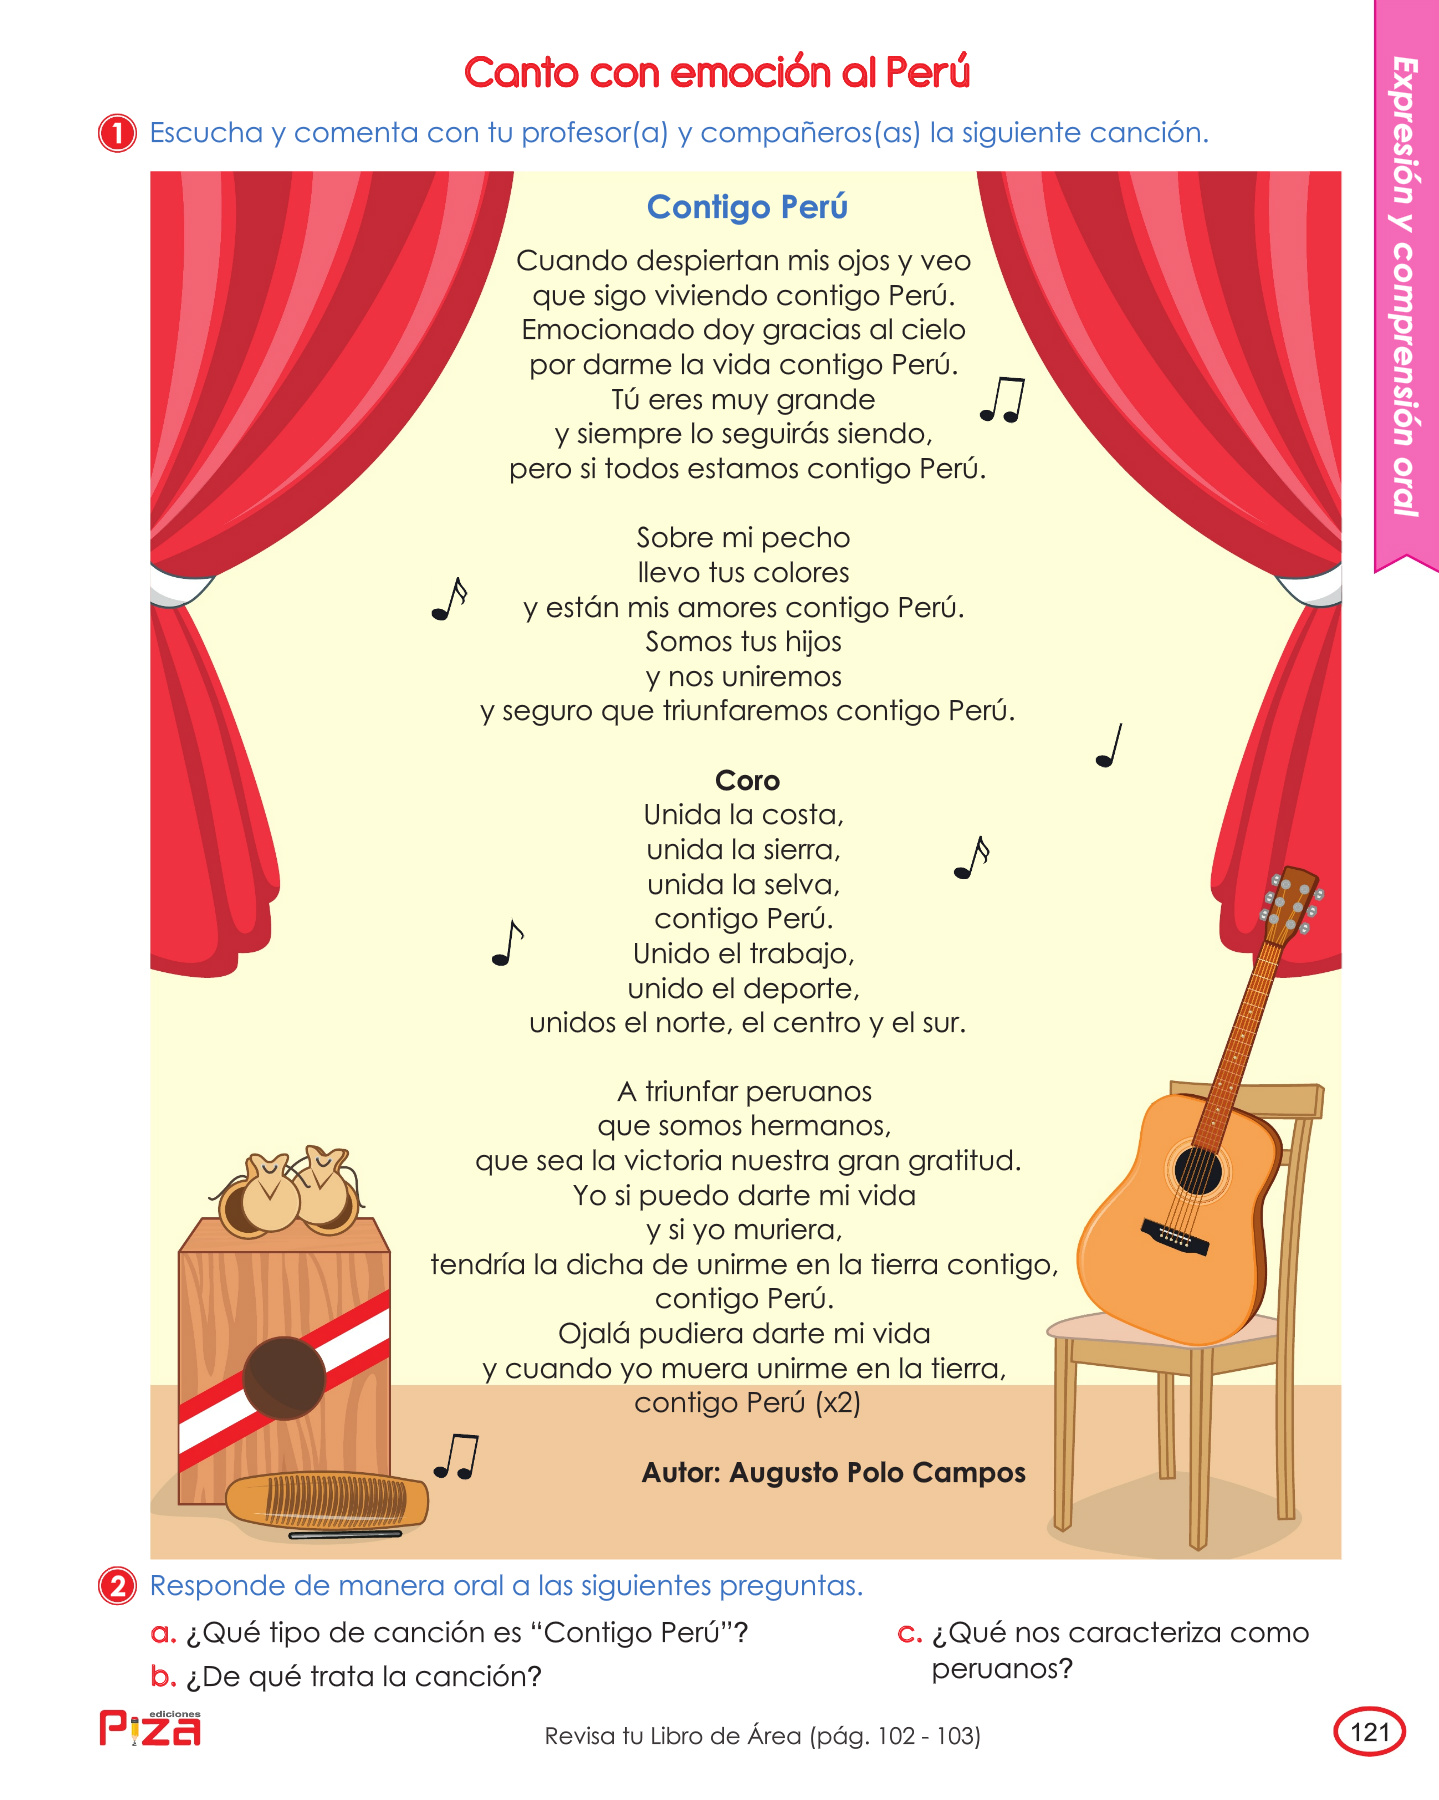 Canto con emoción al Perú
1 Escucha y comenta con tu profesor(a) y compañeros(as) la siguiente canción.
Contigo Perú
Cuando despiertan mis ojos y veo
que sigo viviendo contigo Perú.
Emocionado doy gracias al cielo
por darme la vida contigo Perú.
Tú eres muy grande
y siempre lo seguirás siendo,
pero si todos estamos contigo Perú.
Sobre mi pecho
llevo tus colores
y están mis amores contigo Perú.
Somos tus hijos
y nos uniremos
y seguro que triunfaremos contigo Perú.
Coro
Unida la costa,
unida la sierra,
unida la selva,
contigo Perú.
Unido el trabajo,
unido el deporte,
unidos el norte, el centro y el sur.
A triunfar peruanos
que somos hermanos,
que sea la victoria nuestra gran gratitud.
Yo si puedo darte mi vida
y si yo muriera,
tendría la dicha de unirme en la tierra contigo,
contigo Perú.
Ojalá pudiera darte mi vida
y cuando yo muera unirme en la tierra,
contigo Perú (x2)
Autor: Augusto Polo Campos
2 Responde de manera oral a las siguientes preguntas.
a. ¿Qué tipo de canción es “Contigo Perú”?
b. ¿De qué trata la canción?
c. ¿Qué nos caracteriza como
peruanos?
ediciones
Piza
Revisa tu Libro de Área (pág. 102 - 103)
121
Expresión y comprensión oral